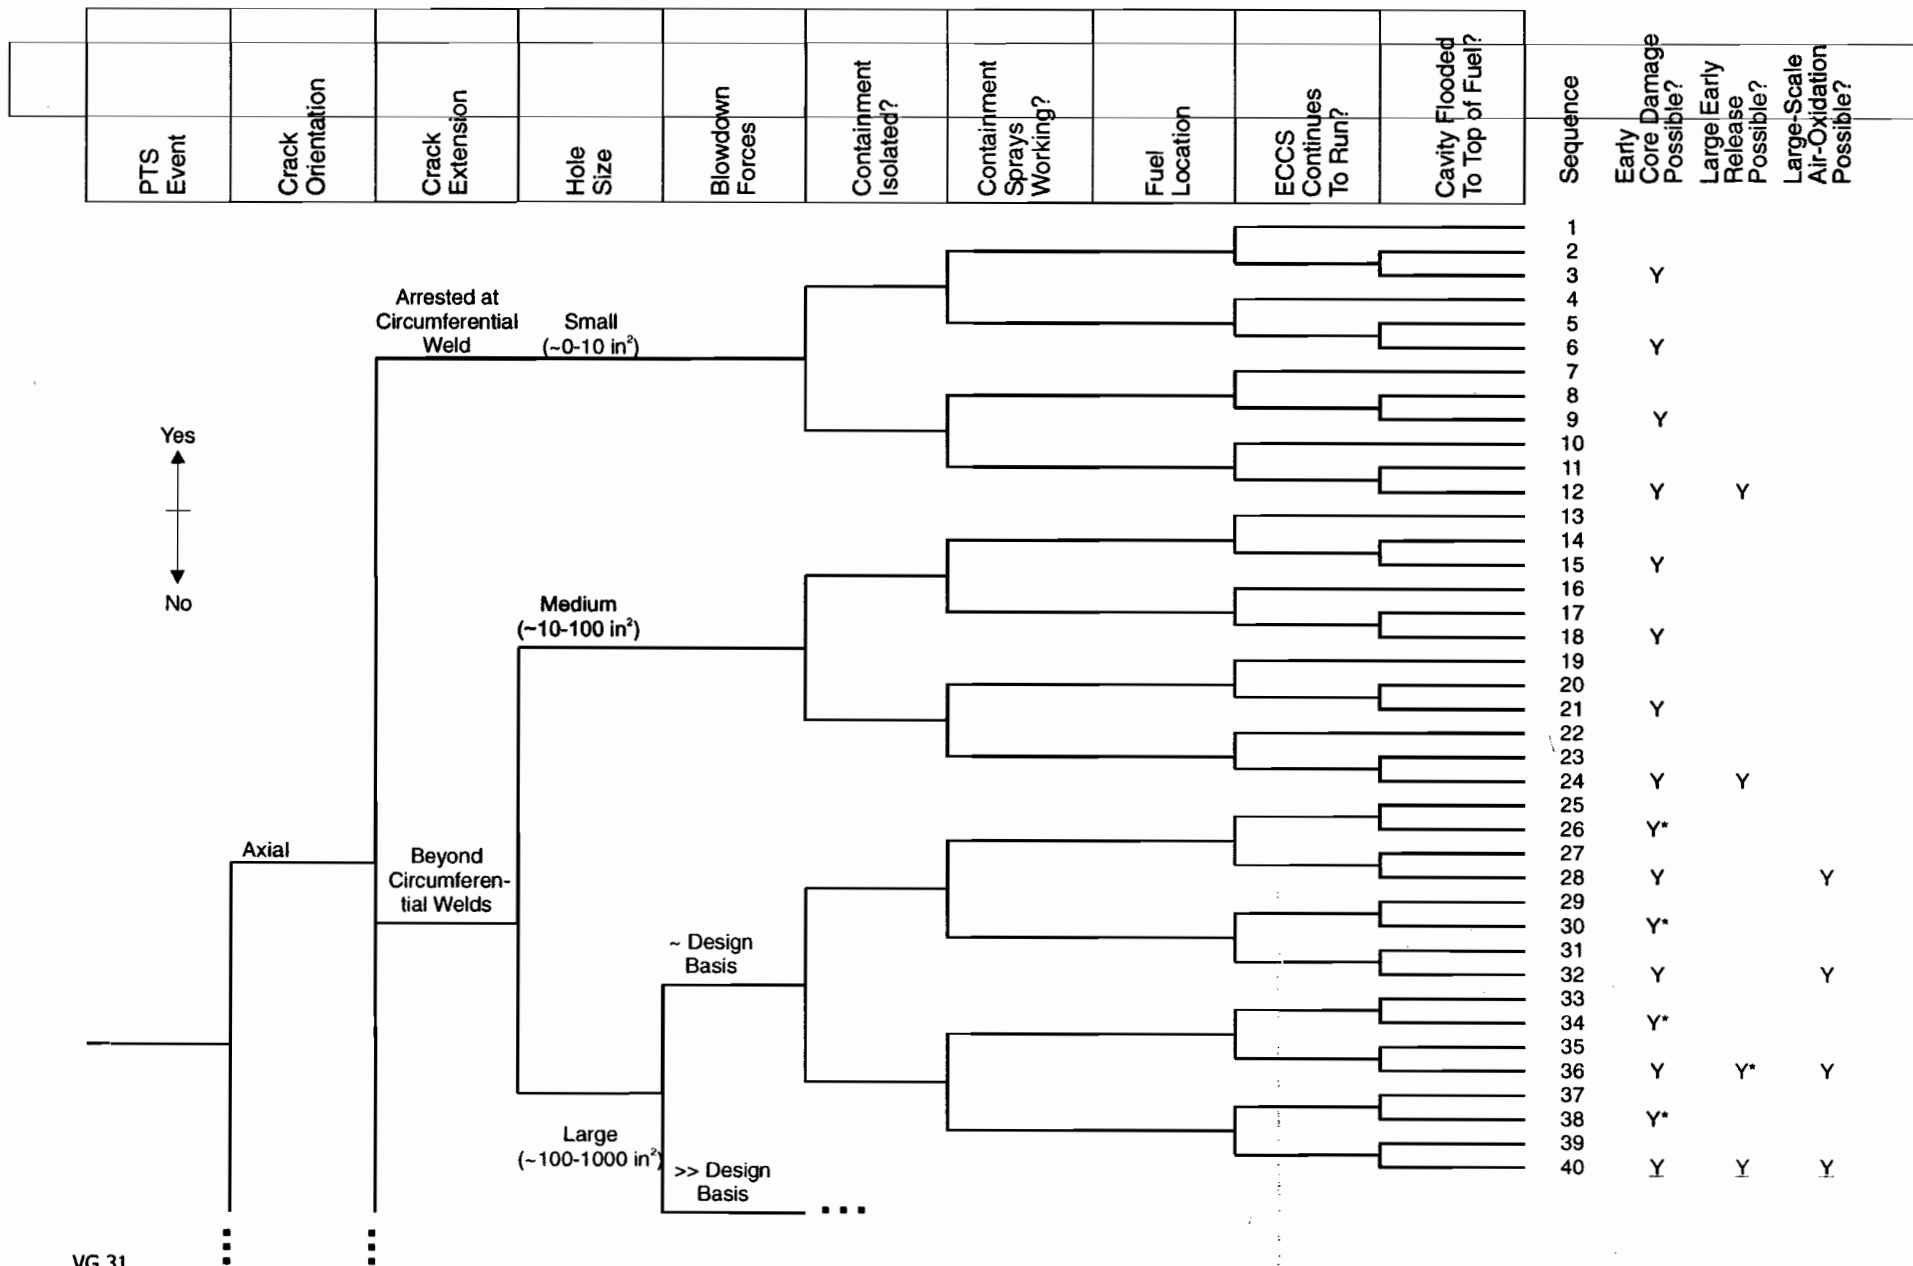 PTS
Event
Crack
Orientation
Crack
Extension
Hole
Size
Blowdown
Forces
Containment
Isolated?
Containment
Sprays
Working?
Fuel
Location
ECCS
Continues
To Run?
Cavity Flooded
To Top of Fuel?
Sequence
Early
Core Damage
Possible?
Large Early
Release
Possible?
Large-Scale
Air-Oxidation
Possible?
Yes
No
Axial
Arrested at
Circumferential
Weld
Beyond
Circumferen-
tial Welds
Small
(~0-10 in²)
Medium
(~10-100 in²)
Large
(~100-1000 in²)
~ Design
Basis
>> Design
Basis
1
2
3 Y
4
5
6 Y
7
8
9 Y
10
11
12 Y Y
13
14
15 Y
16
17
18 Y
19
20
21 Y
22
23
24 Y Y
25
26 Y*
27
28 Y Y
29
30 Y*
31
32 Y Y
33
34 Y*
35
36 Y Y* Y
37
38 Y*
39
40 Y Y Y
VG 31